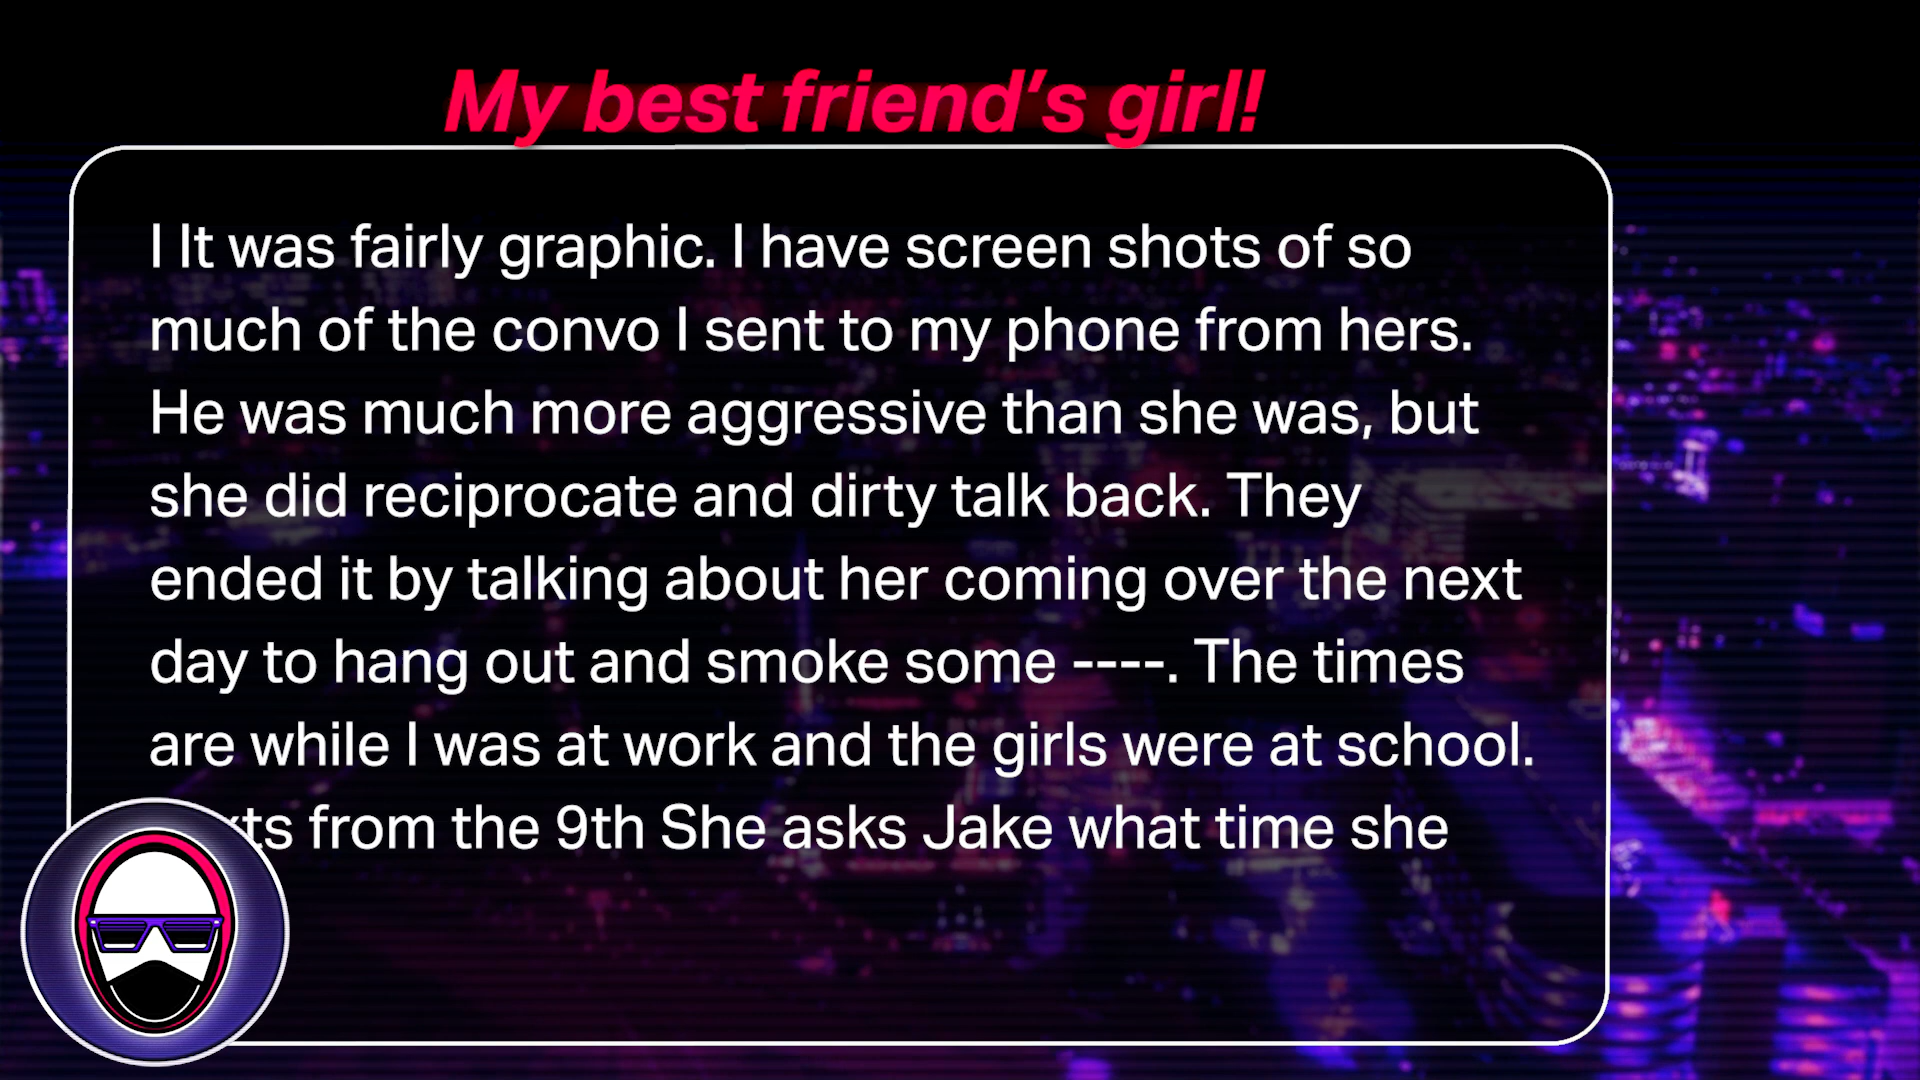 My best friend's girl!
I It was fairly graphic. I have screen shots of so
much of the convo I sent to my phone from hers.
He was much more aggressive than she was, but
she did reciprocate and dirty talk back. They
ended it by talking about her coming over the next
day to hang out and smoke some ----. The times
are while I was at work and the girls were at school.
from the 9th She asks Jake what time she